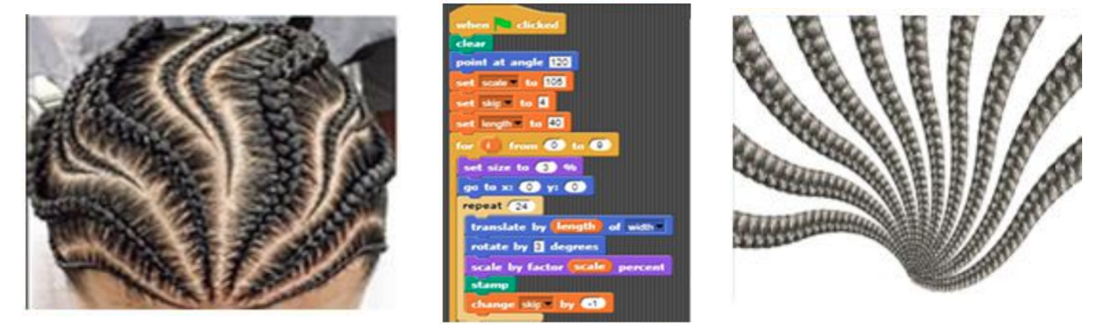 when clicked
clear
point at angle 120
set scale to 105
set skip to 4
set length to 40
for i from 0 to 9
set size to 3 %
go to x: 0 y: 0
repeat 24
translate by length of width
rotate by 3 degrees
scale by factor scale percent
stamp
change skip by -1